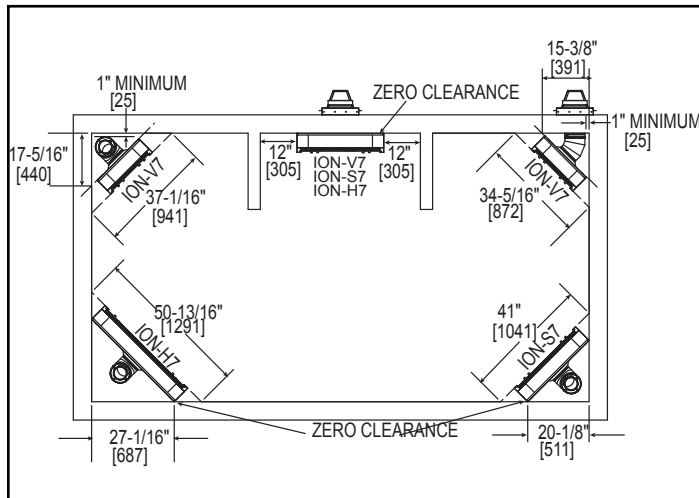 15-3/8"
[391]
1" MINIMUM
[25]
ZERO CLEARANCE
1" MINIMUM
[25]
17-5/16"
[440]
ION-V7
37-1/16"
[941]
12"
[305]
ION-V7
ION-S7
ION-H7
12"
[305]
ION-V7
34-5/16"
[872]
50-13/16"
[1291]
ION-H7
41"
[1041]
ION-S7
ZERO CLEARANCE
27-1/16"
[687]
20-1/8"
[511]